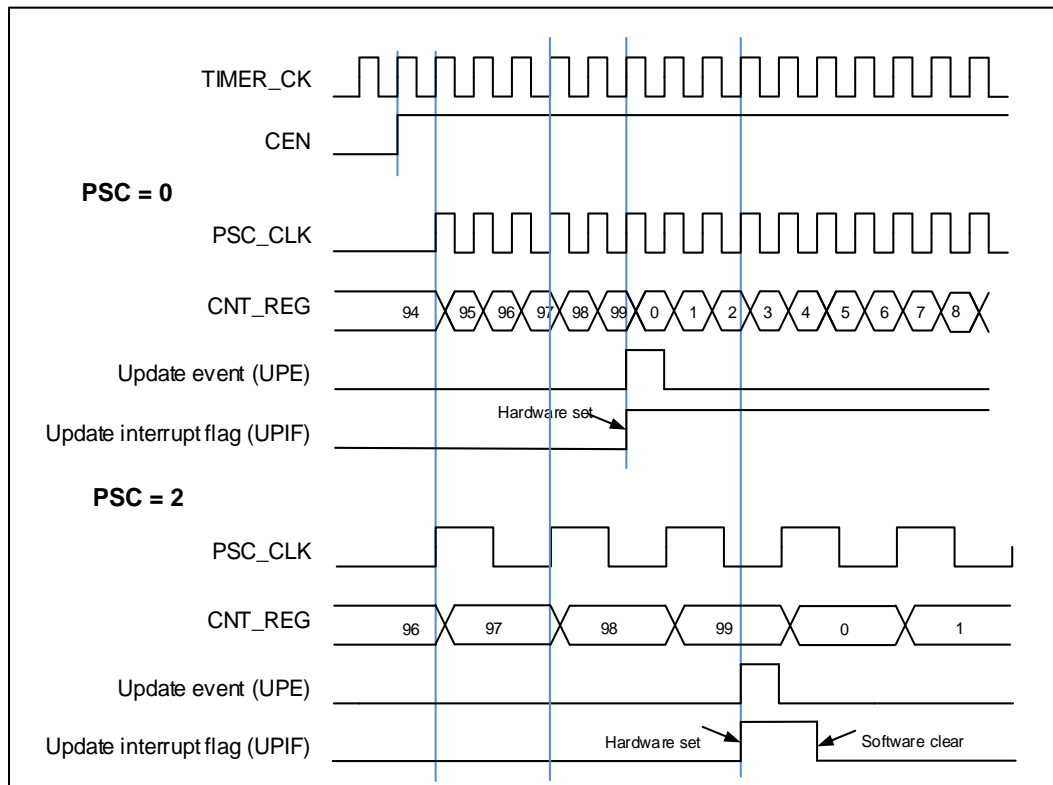 TIMER_CK
CEN
PSC = 0
PSC_CLK
CNT_REG 94 95 96 97 98 99 0 1 2 3 4 5 6 7 8
Update event (UPE)
Hardware set
Update interrupt flag (UPIF)
PSC = 2
PSC_CLK
CNT_REG 96 97 98 99 0 1
Update event (UPE)
Update interrupt flag (UPIF) Hardware set Software clear